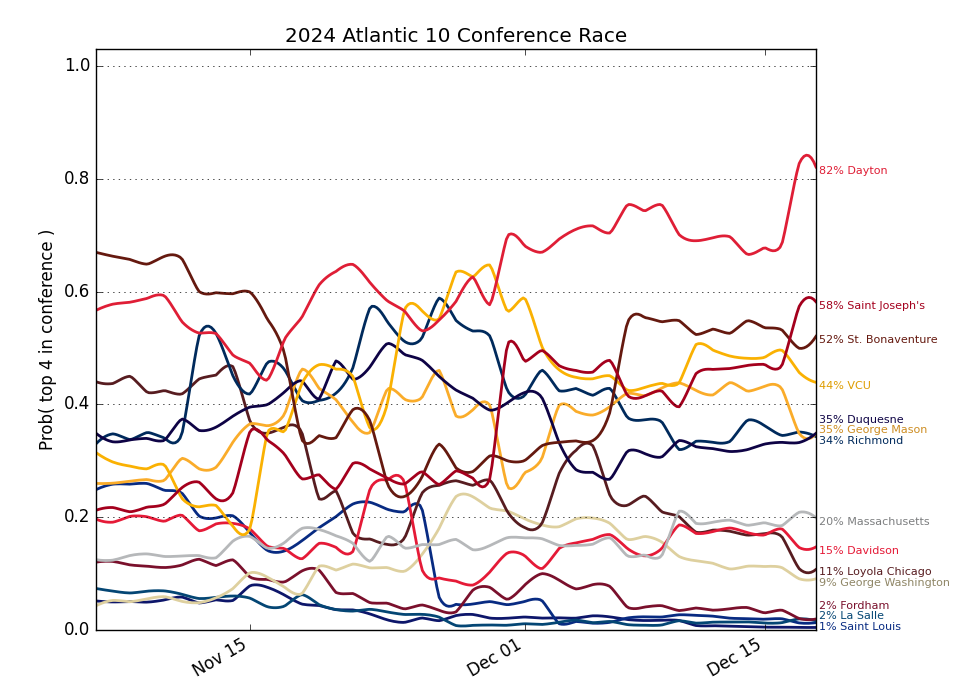 2024 Atlantic 10 Conference Race
Prob( top 4 in conference )
1.0
0.8
0.6
0.4
0.2
0.0
Nov 15
Dec 01
Dec 15
82% Dayton
58% Saint Joseph's
52% St. Bonaventure
44% VCU
35% Duquesne
35% George Mason
34% Richmond
20% Massachusetts
15% Davidson
11% Loyola Chicago
9% George Washington
2% Fordham
2% La Salle
1% Saint Louis